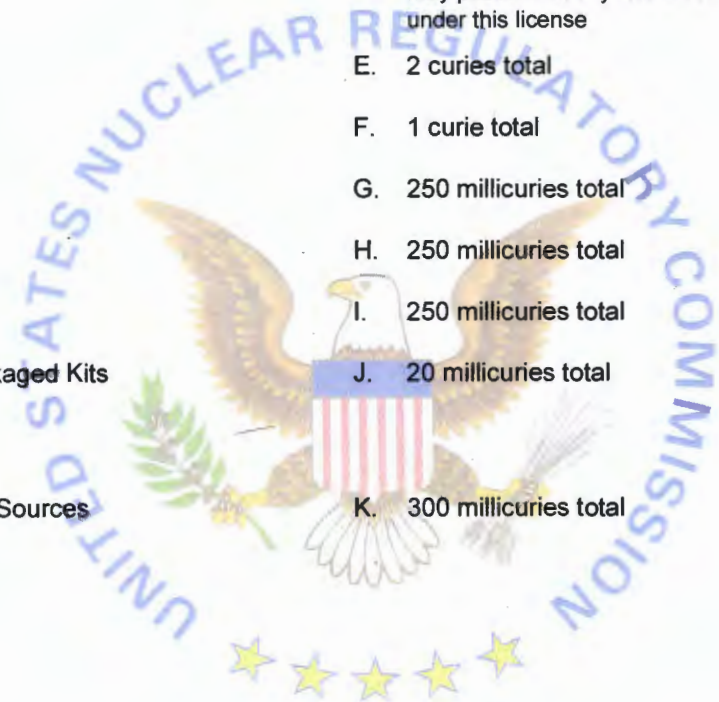 under this license
E. 2 curies total
F. 1 curie total
G. 250 millicuries total
H. 250 millicuries total
I. 250 millicuries total
aged Kits J. 20 millicuries total
Sources K. 300 millicuries total
UNITED STATES NUCLEAR REGULATORY COMMISSION